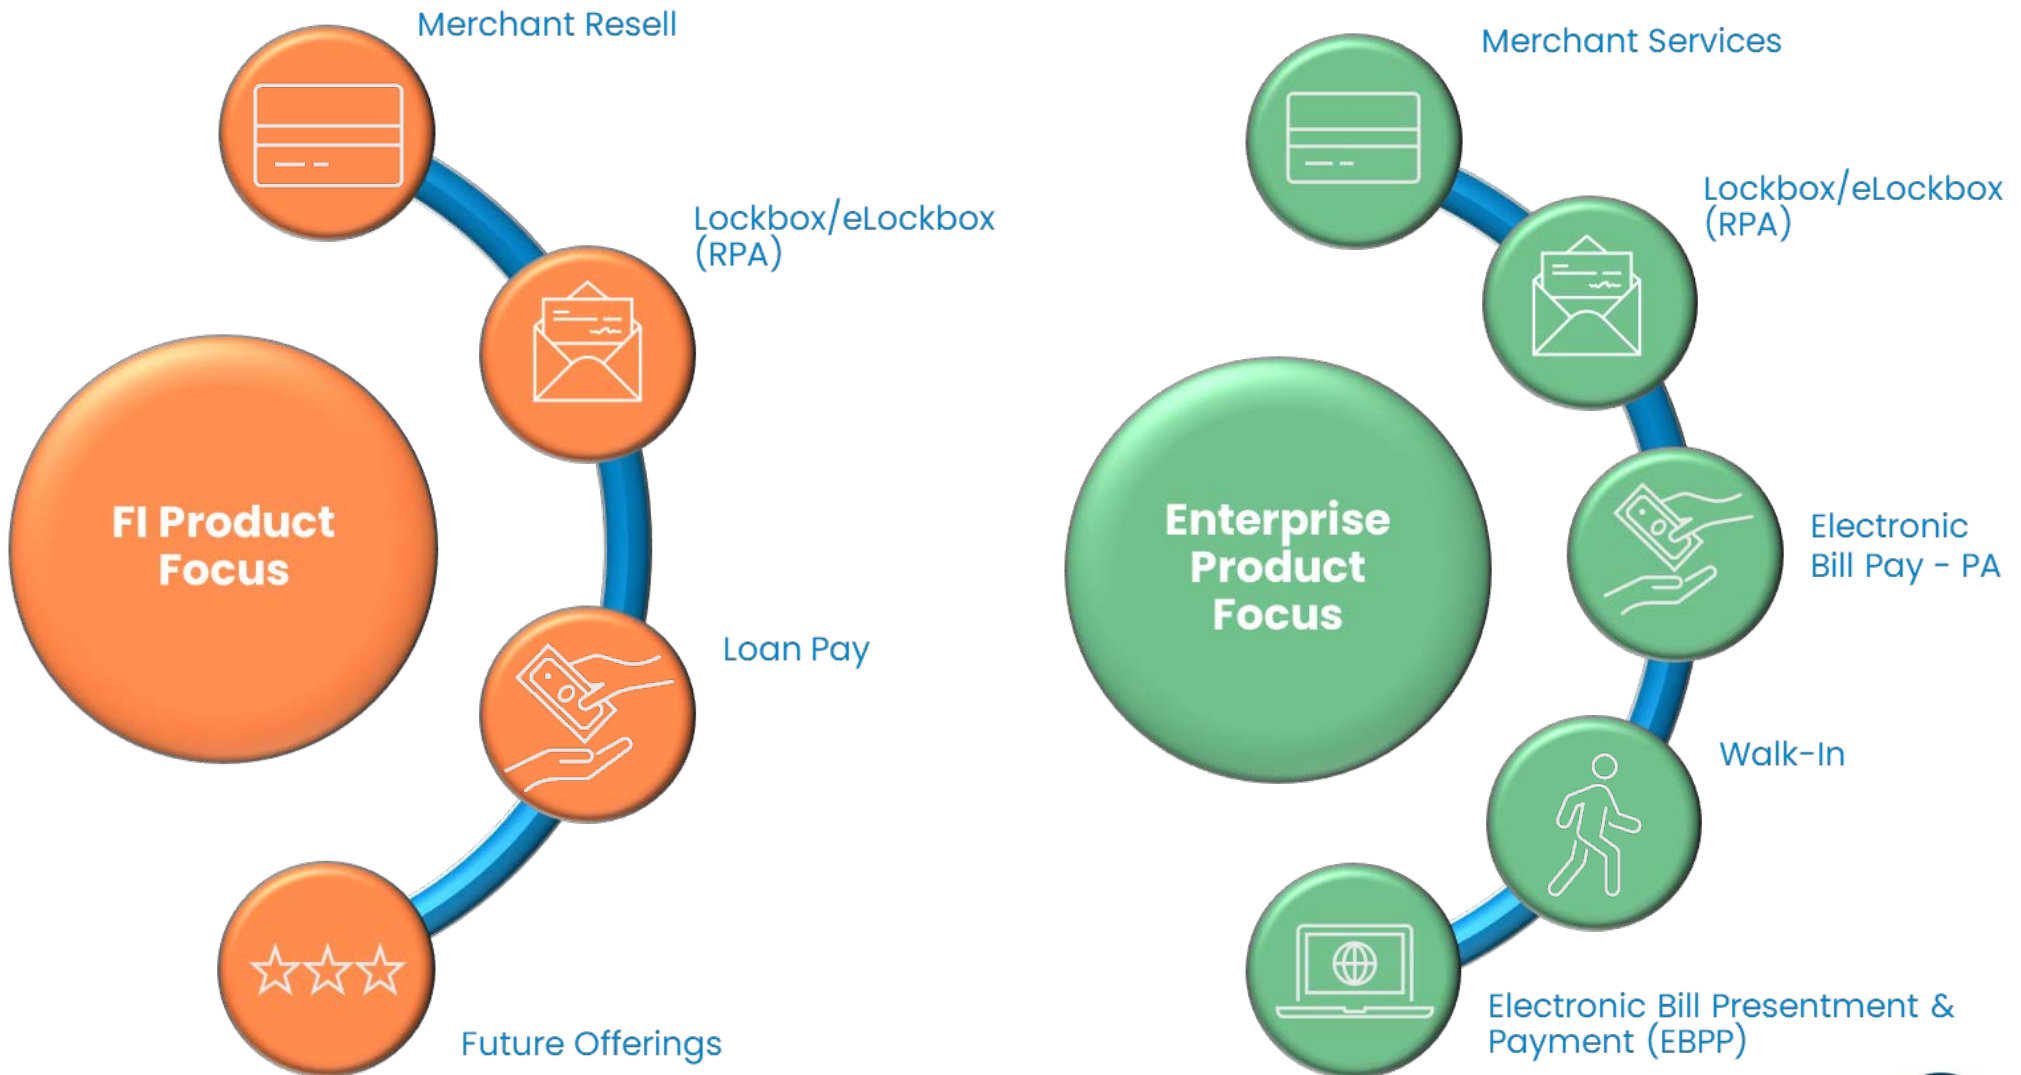 Merchant Resell
Lockbox/eLockbox
(RPA)
FI Product
Focus
Loan Pay
Future Offerings
Merchant Services
Lockbox/eLockbox
(RPA)
Enterprise
Product
Focus
Electronic
Bill Pay - PA
Walk-In
Electronic Bill Presentment &
Payment (EBPP)